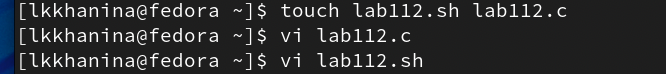 [lkkhanina@fedora ~]$ touch lab112.sh lab112.c
[lkkhanina@fedora ~]$ vi lab112.c
[lkkhanina@fedora ~]$ vi lab112.sh